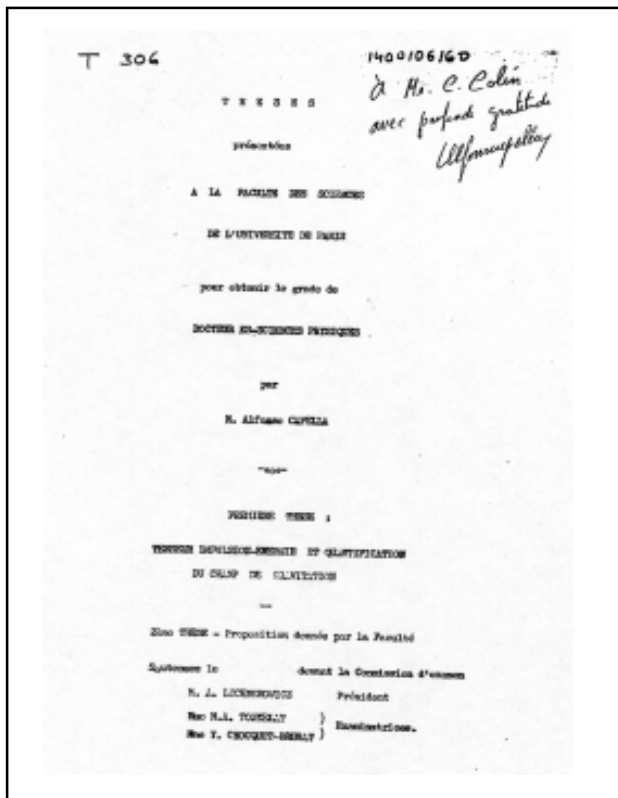 T 306
1400106160
à Mr. C. Colin
avec profonde gratitude
T H E S E S
présentées
A LA FACULTE DES SCIENCES
DE L'UNIVERSITE DE PARIS
pour obtenir le grade de
DOCTEUR ES-SCIENCES PHYSIQUES
par
M. Alfonso CAPELLA
PREMIERE THESE :
TENSEUR IMPULSION-ENERGIE ET QUANTIFICATION
DU CHAMP DE GRAVITATION
2ème THESE - Proposition donnée par la Faculté
Soutenues le devant la Commission d'examen
M. A. LICHNEROWICZ Président
Mme M.A. TONNELAT }
Examinatrices.
Mme Y. CHOQUET-BRUHAT }